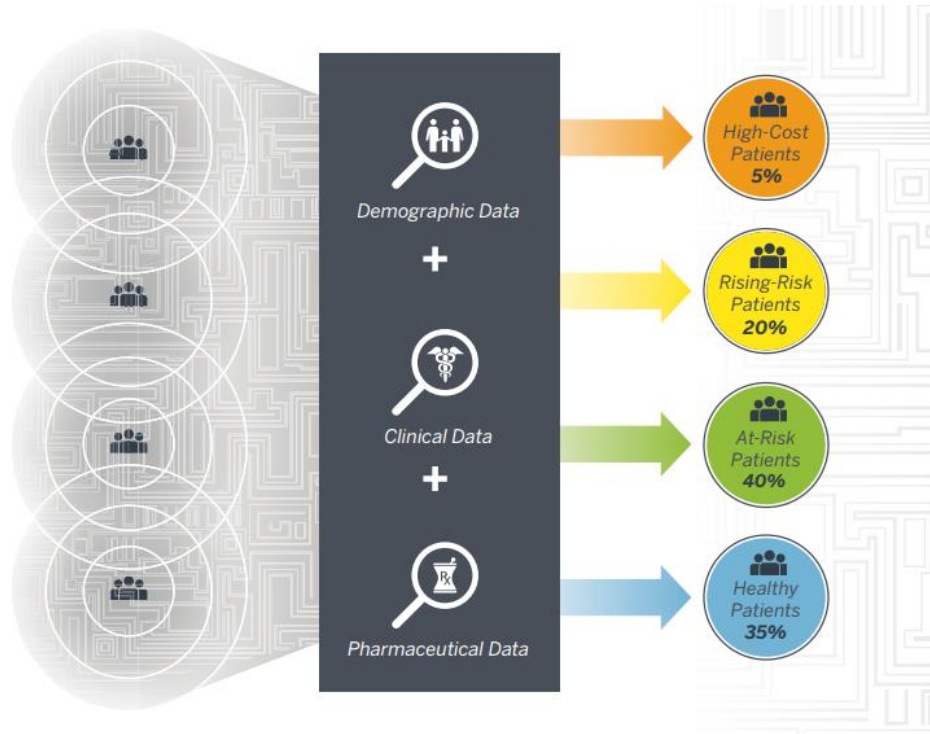 Demographic Data
+
Clinical Data
+
Pharmaceutical Data
High-Cost
Patients
5%
Rising-Risk
Patients
20%
At-Risk
Patients
40%
Healthy
Patients
35%